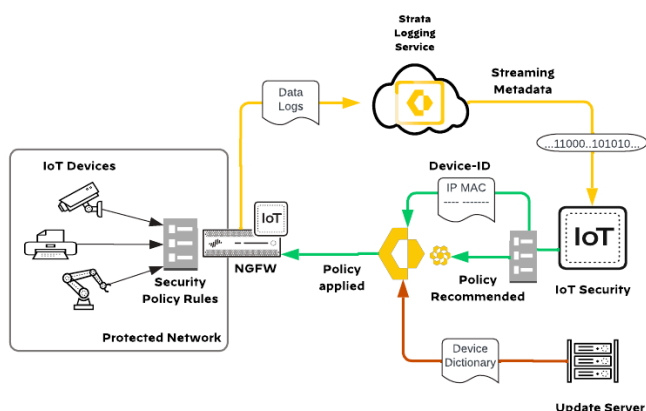 Strata
Logging
Service
Data
Logs
Streaming
Metadata
...11000..101010...
IoT Devices
Device-ID
IP MAC
IoT
IoT
NGFW
Security
Policy Rules
Policy
applied
Policy
Recommended
IoT Security
Protected Network
Device
Dictionary
Update Server